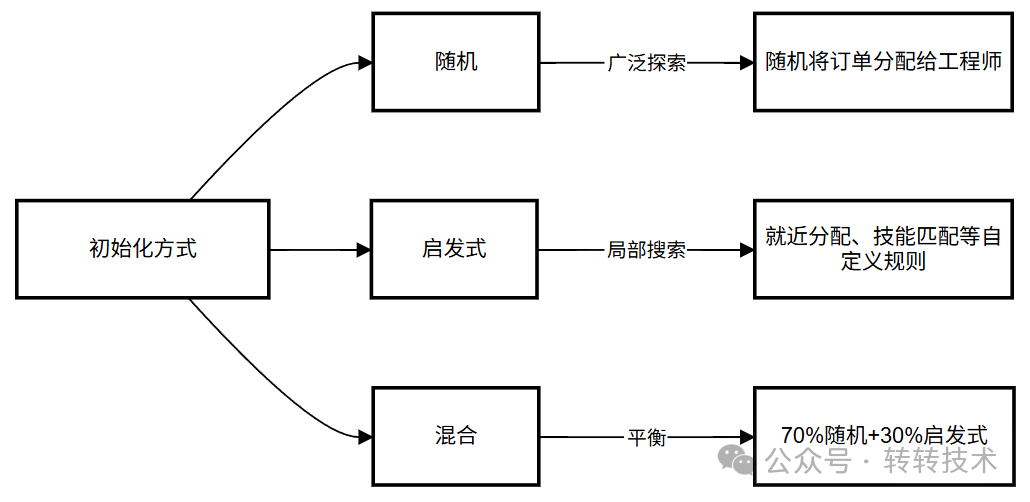 随机
广泛探索
随机将订单分配给工程师
初始化方式
启发式
局部搜索
就近分配、技能匹配等自
定义规则
混合
平衡
70%随机+30%启发式
公众号 · 转转技术